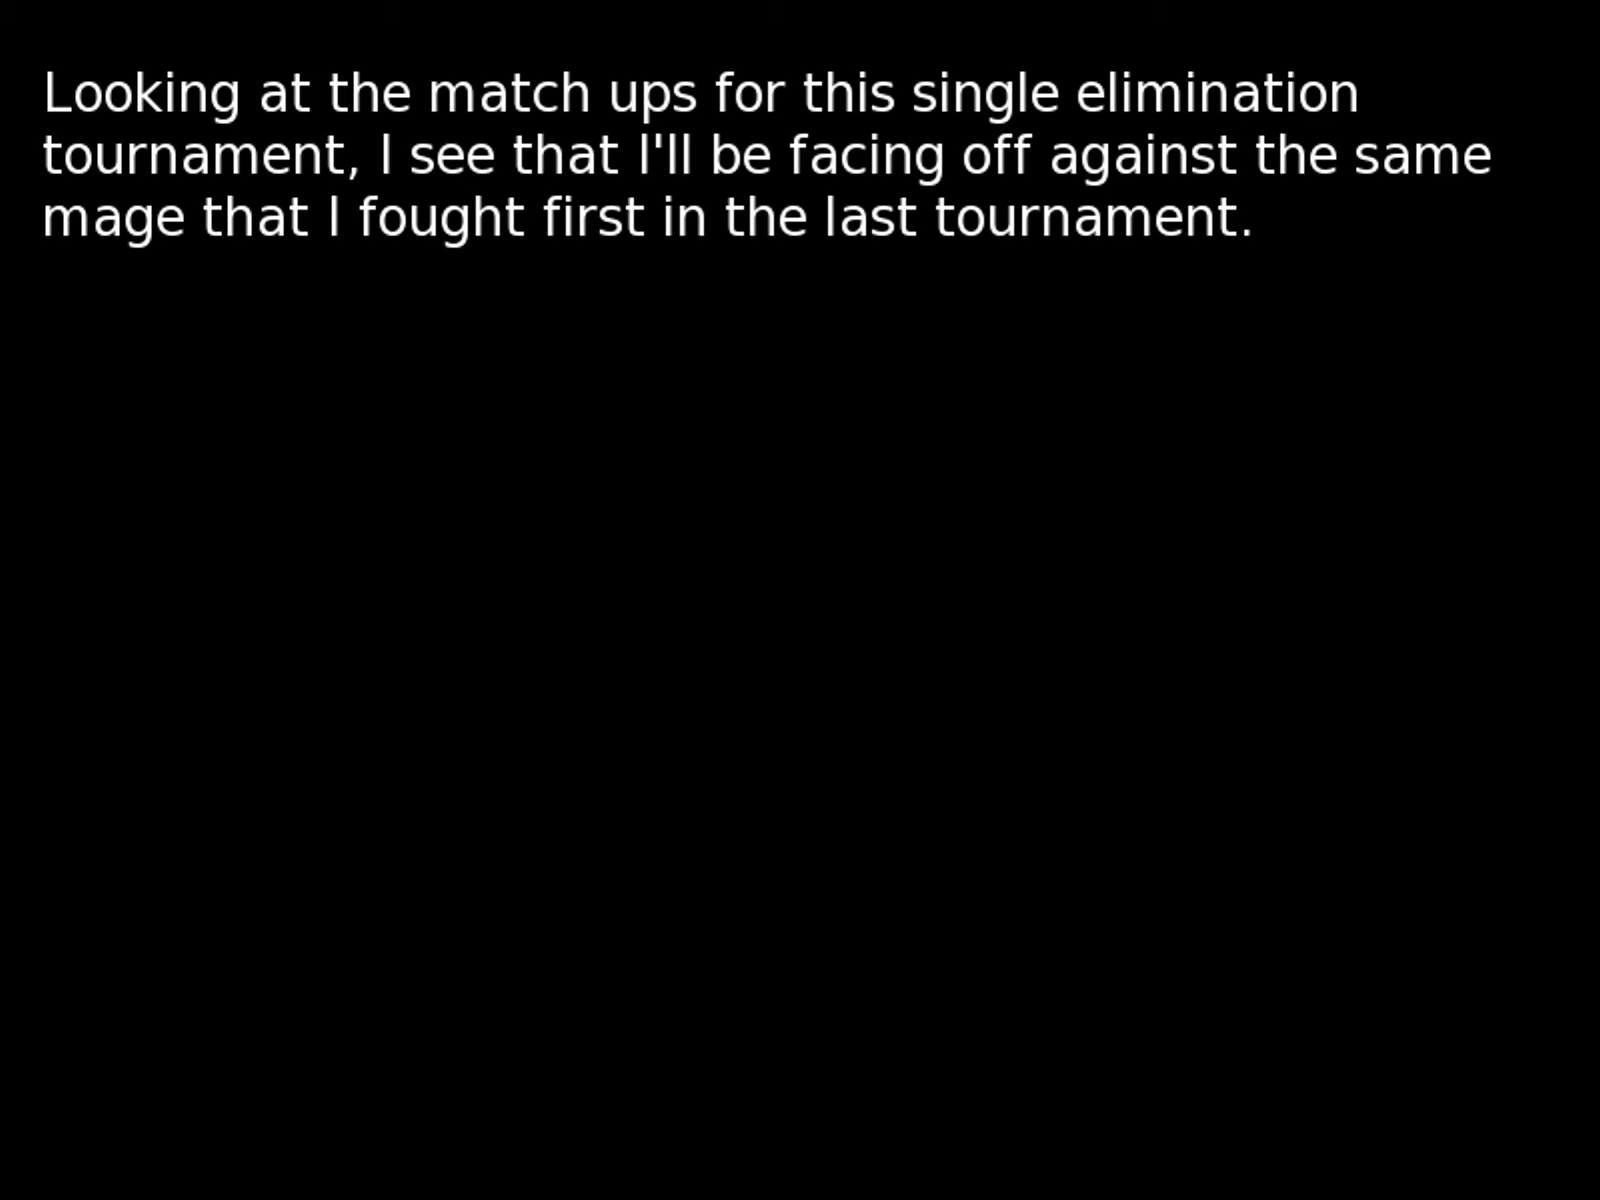 Looking at the match ups for this single elimination
tournament, I see that I'll be facing off against the same
mage that I fought first in the last tournament.